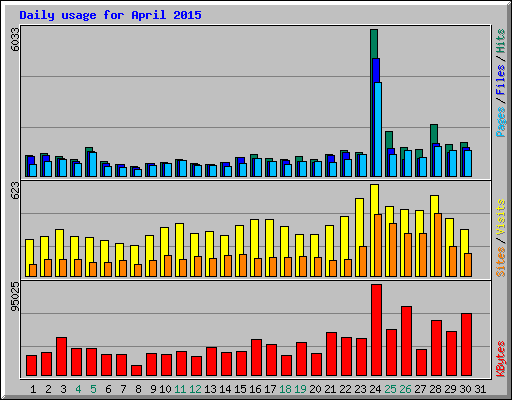 Daily usage for April 2015
6033
Pages / Files / Hits
623
Sites / Visits
95025
KBytes
1 2 3 4 5 6 7 8 9 10 11 12 13 14 15 16 17 18 19 20 21 22 23 24 25 26 27 28 29 30 31